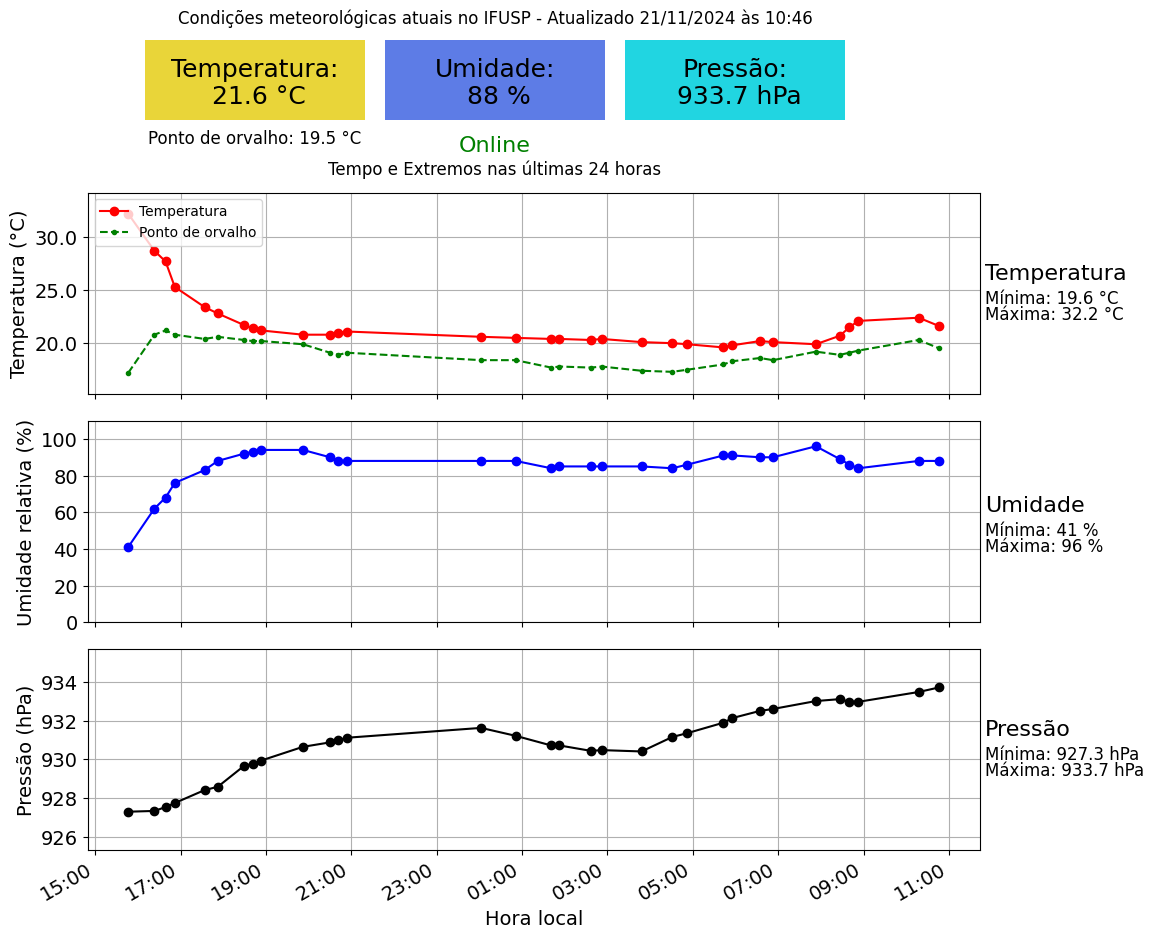 Condições meteorológicas atuais no IFUSP - Atualizado 21/11/2024 às 10:46
Temperatura:
21.6 °C
Umidade:
88 %
Pressão:
933.7 hPa
Ponto de orvalho: 19.5 °C
Online
Tempo e Extremos nas últimas 24 horas
Temperatura (°C)
30.0
25.0
20.0
Temperatura
Ponto de orvalho
Temperatura
Mínima: 19.6 °C
Máxima: 32.2 °C
Umidade relativa (%)
100
80
60
40
20
0
Umidade
Mínima: 41 %
Máxima: 96 %
Pressão (hPa)
934
932
930
928
926
Pressão
Mínima: 927.3 hPa
Máxima: 933.7 hPa
15:00 17:00 19:00 21:00 23:00 01:00 03:00 05:00 07:00 09:00 11:00
Hora local